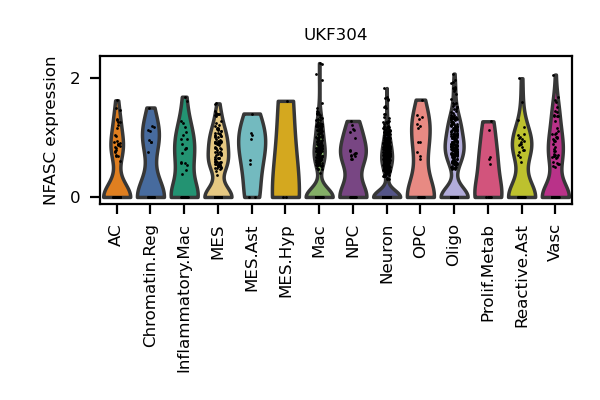 UKF304
NFASC expression
2
0
AC
Chromatin.Reg
Inflammatory.Mac
MES
MES.Ast
MES.Hyp
Mac
NPC
Neuron
OPC
Oligo
Prolif.Metab
Reactive.Ast
Vasc